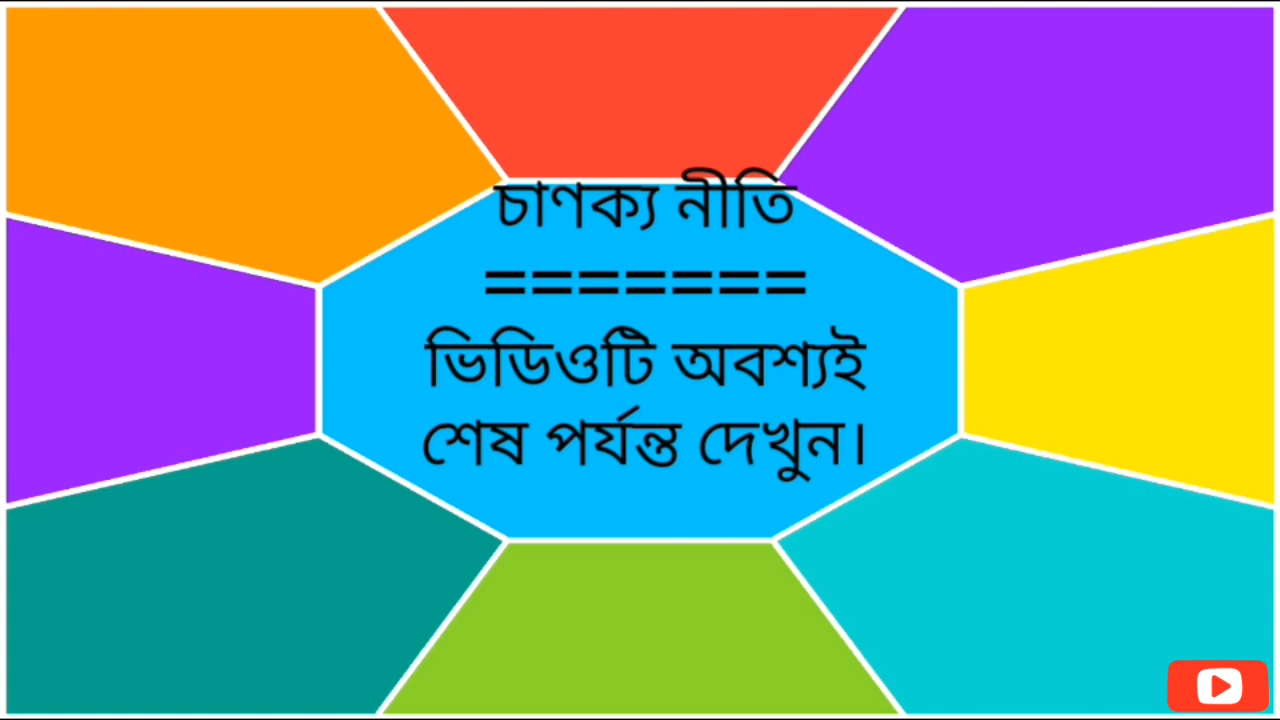 চাণক্য নীতি
=======
ভিডিওটি অবশ্যই
শেষ পর্যন্ত দেখুন।